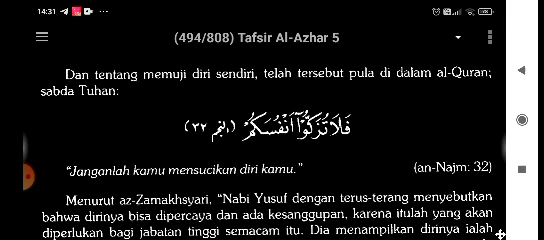 14:31
(494/808) Tafsir Al-Azhar 5
Dan tentang memuji diri sendiri, telah tersebut pula di dalam al-Quran;
sabda Tuhan:
فَلَا تُزَكُّوْٓا اَنْفُسَكُمْ (النجم ٣٢)
“Janganlah kamu mensucikan diri kamu.” (an-Najm: 32)
Menurut az-Zamakhsyari, “Nabi Yusuf dengan terus-terang menyebutkan
bahwa dirinya bisa dipercaya dan ada kesanggupan, karena itulah yang akan
diperlukan bagi jabatan tinggi semacam itu. Dia menampilkan dirinya ialah